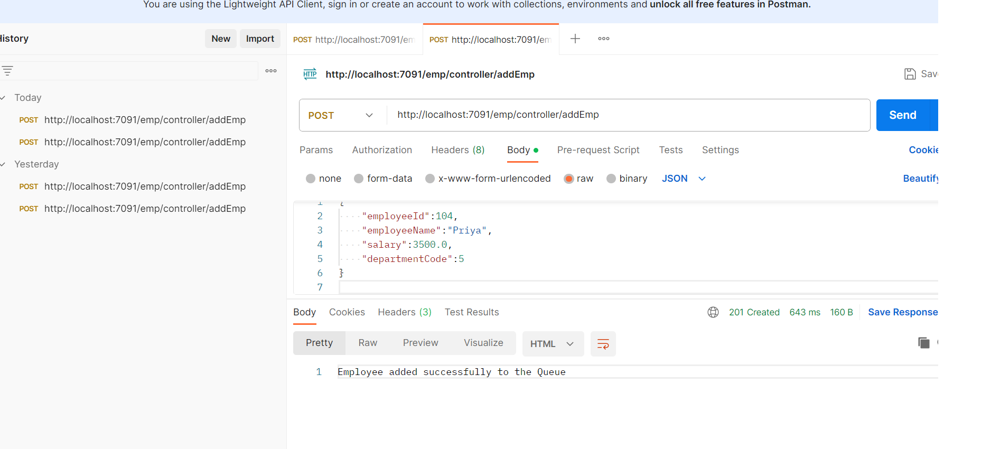 You are using the Lightweight API Client, sign in or create an account to work with collections, environments and unlock all free features in Postman.
History
New
Import
Today
POST http://localhost:7091/emp/controller/addEmp
POST http://localhost:7091/emp/controller/addEmp
Yesterday
POST http://localhost:7091/emp/controller/addEmp
POST http://localhost:7091/emp/controller/addEmp
POST http://localhost:7091/em
POST http://localhost:7091/em
HTTP http://localhost:7091/emp/controller/addEmp
Save
POST http://localhost:7091/emp/controller/addEmp
Send
Params Authorization Headers (8) Body Pre-request Script Tests Settings Cookie
none form-data x-www-form-urlencoded raw binary JSON Beautify
1 {
2 "employeeId":104,
3 "employeeName":"Priya",
4 "salary":3500.0,
5 "departmentCode":5
6 }
7
Body Cookies Headers (3) Test Results 201 Created 643 ms 160 B Save Response
Pretty Raw Preview Visualize HTML
1 Employee added successfully to the Queue